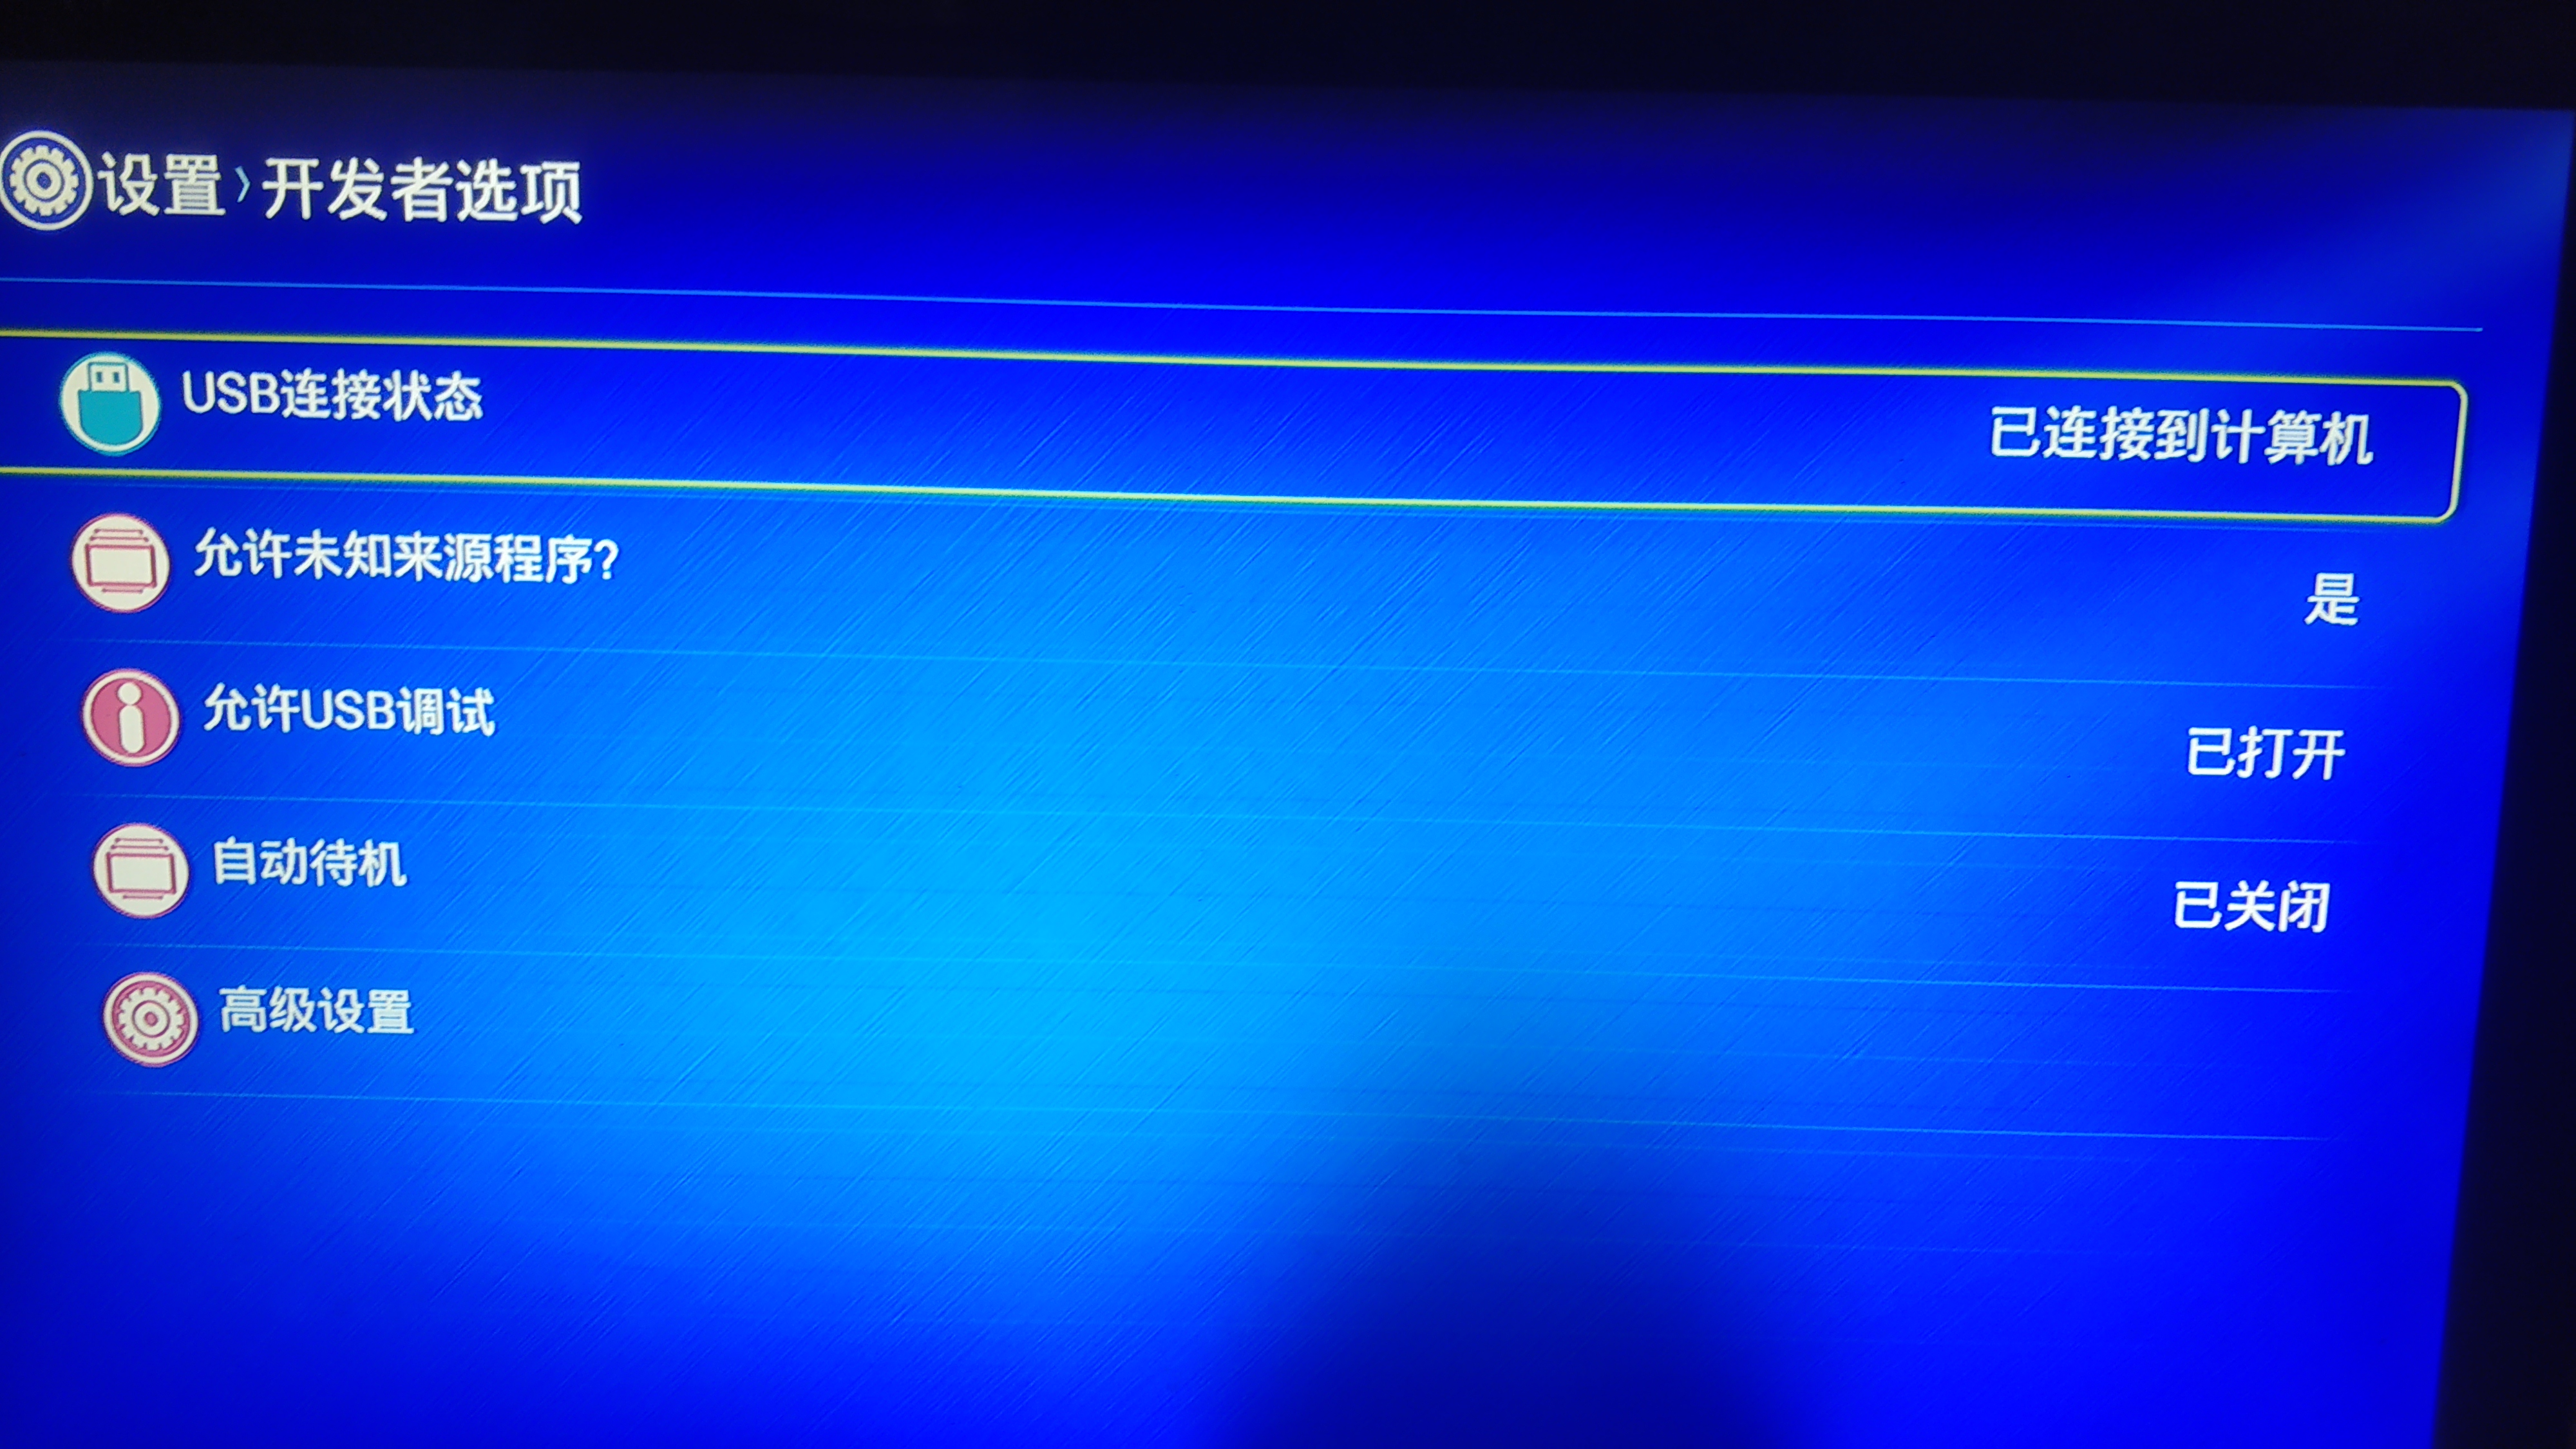 设置›开发者选项
USB连接状态 已连接到计算机
允许未知来源程序? 是
允许USB调试 已打开
自动待机 已关闭
高级设置